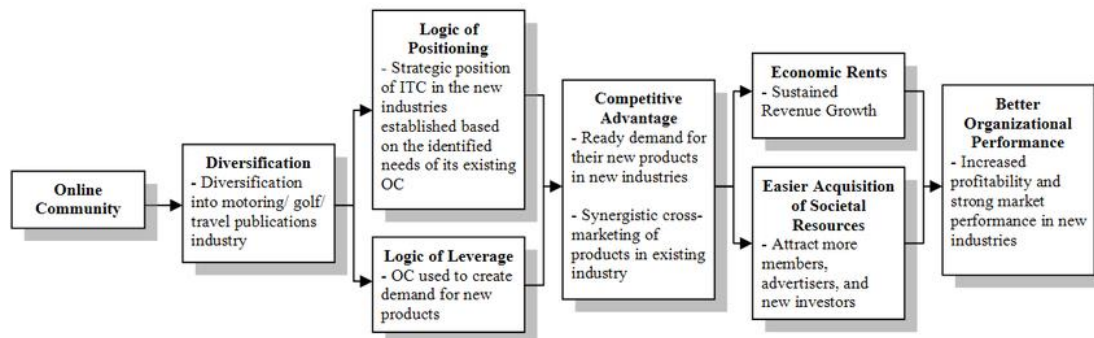 Online
Community
Diversification
- Diversification
into motoring/ golf/
travel publications
industry
Logic of
Positioning
- Strategic position
of ITC in the new
industries
established based
on the identified
needs of its existing
OC
Logic of Leverage
- OC used to create
demand for new
products
Competitive
Advantage
- Ready demand for
their new products
in new industries
- Synergistic cross-
marketing of
products in existing
industry
Economic Rents
- Sustained
Revenue Growth
Easier Acquisition
of Societal
Resources
- Attract more
members,
advertisers, and
new investors
Better
Organizational
Performance
- Increased
profitability and
strong market
performance in new
industries